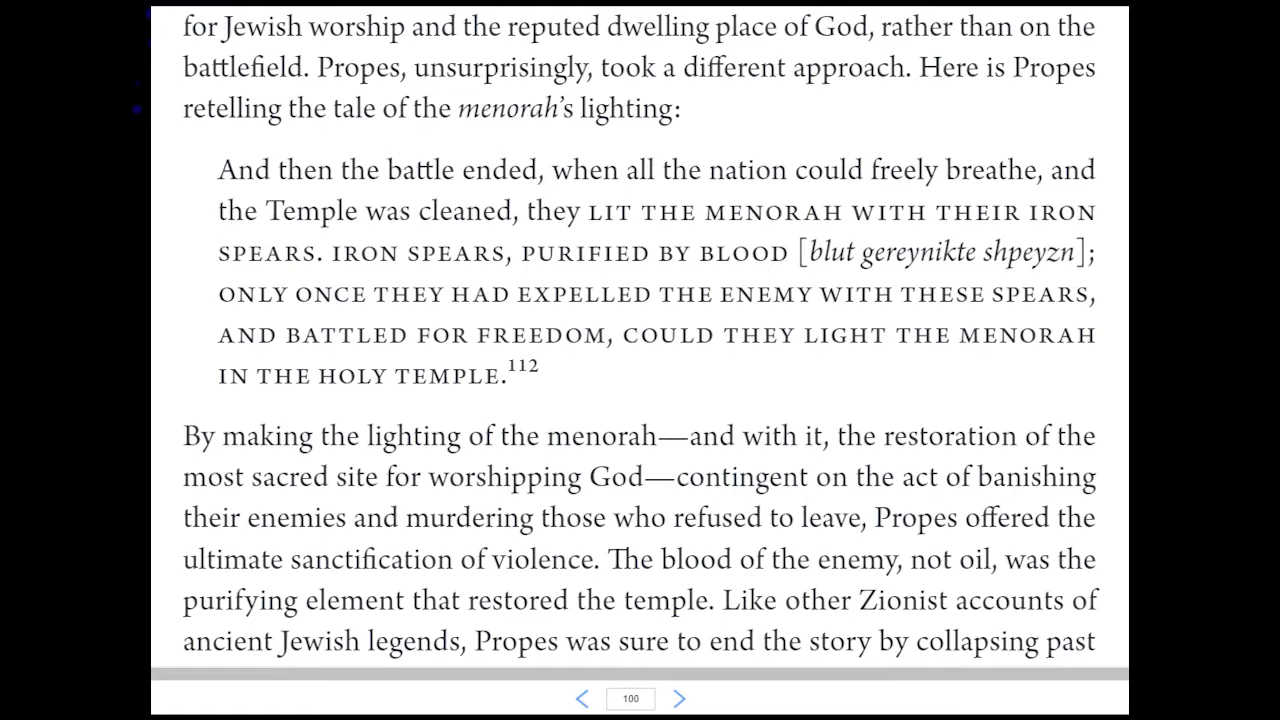 for Jewish worship and the reputed dwelling place of God, rather than on the
battlefield. Propes, unsurprisingly, took a different approach. Here is Propes
retelling the tale of the menorah's lighting:
And then the battle ended, when all the nation could freely breathe, and
the Temple was cleaned, they LIT THE MENORAH WITH THEIR IRON
SPEARS. IRON SPEARS, PURIFIED BY BLOOD [blut gereynikte shpeyzn];
ONLY ONCE THEY HAD EXPELLED THE ENEMY WITH THESE SPEARS,
AND BATTLED FOR FREEDOM, COULD THEY LIGHT THE MENORAH
IN THE HOLY TEMPLE.112
By making the lighting of the menorah—and with it, the restoration of the
most sacred site for worshipping God—contingent on the act of banishing
their enemies and murdering those who refused to leave, Propes offered the
ultimate sanctification of violence. The blood of the enemy, not oil, was the
purifying element that restored the temple. Like other Zionist accounts of
ancient Jewish legends, Propes was sure to end the story by collapsing past
100